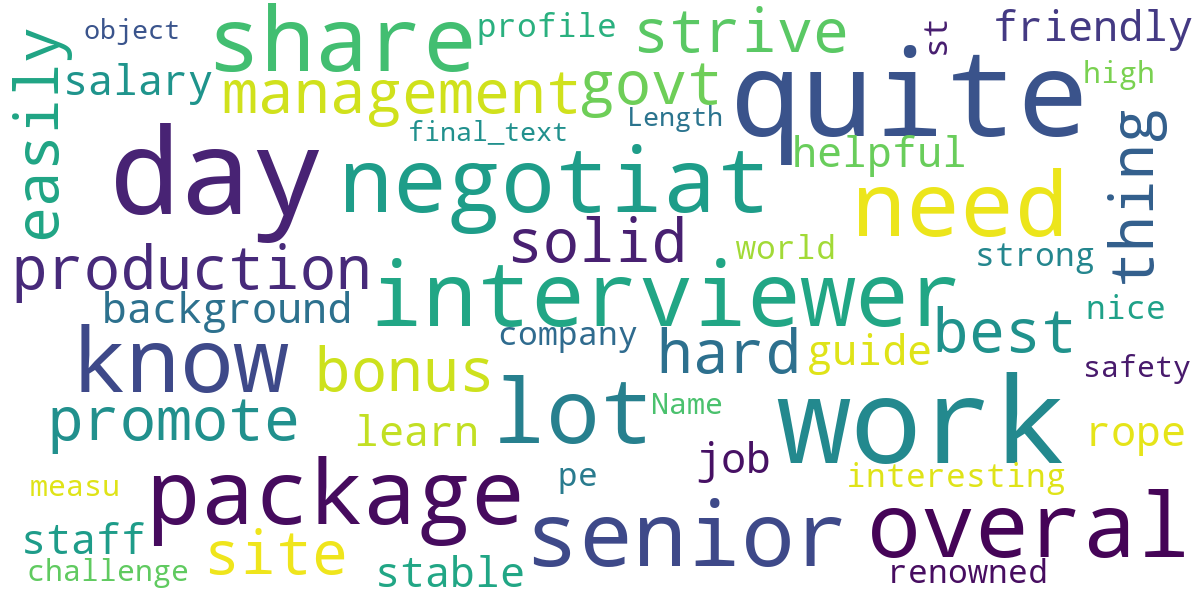 object
share
profile
strive
st
friendly
easily
salary
management
govt
quite
high
final_text
Length
day
negotiat
helpful
need
thing
production
solid
world
strong
background
interviewer
nice
know
company
hard
guide
best
safety
bonus
promote
learn
lot
Name
work
rope
job
measu
package
pe
interesting
staff
site
senior
overal
challenge
stable
renowned